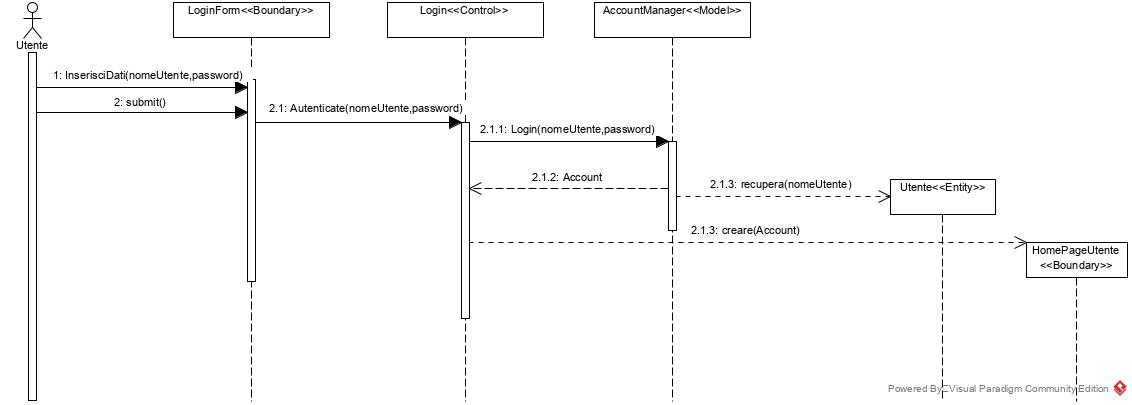 LoginForm<<Boundary>>
Login<<Control>>
AccountManager<<Model>>
Utente
1: InserisciDati(nomeUtente,password)
2: submit()
2.1: Autenticate(nomeUtente,password)
2.1.1: Login(nomeUtente,password)
2.1.2: Account
2.1.3: recupera(nomeUtente)
Utente<<Entity>>
2.1.3: creare(Account)
HomePageUtente
<<Boundary>>
Powered By Visual Paradigm Community Edition